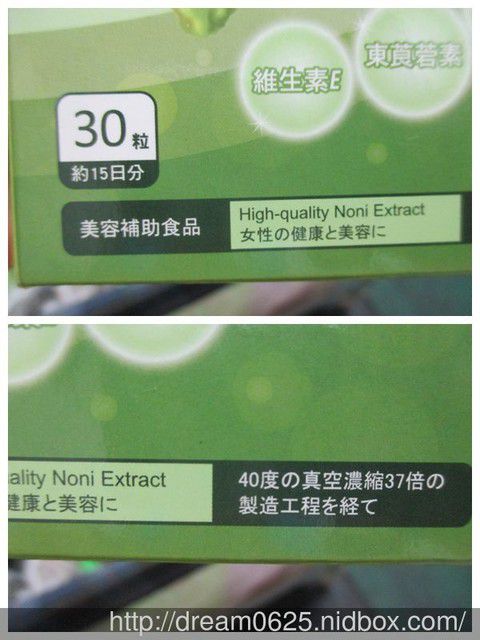 維生素E
東莨菪素
30粒
約15日分
美容補助食品
High-quality Noni Extract
女性の健康と美容に
ality Noni Extract
健康と美容に
40度の真空濃縮37倍の
製造工程を経て
http://dream0625.nidbox.com/